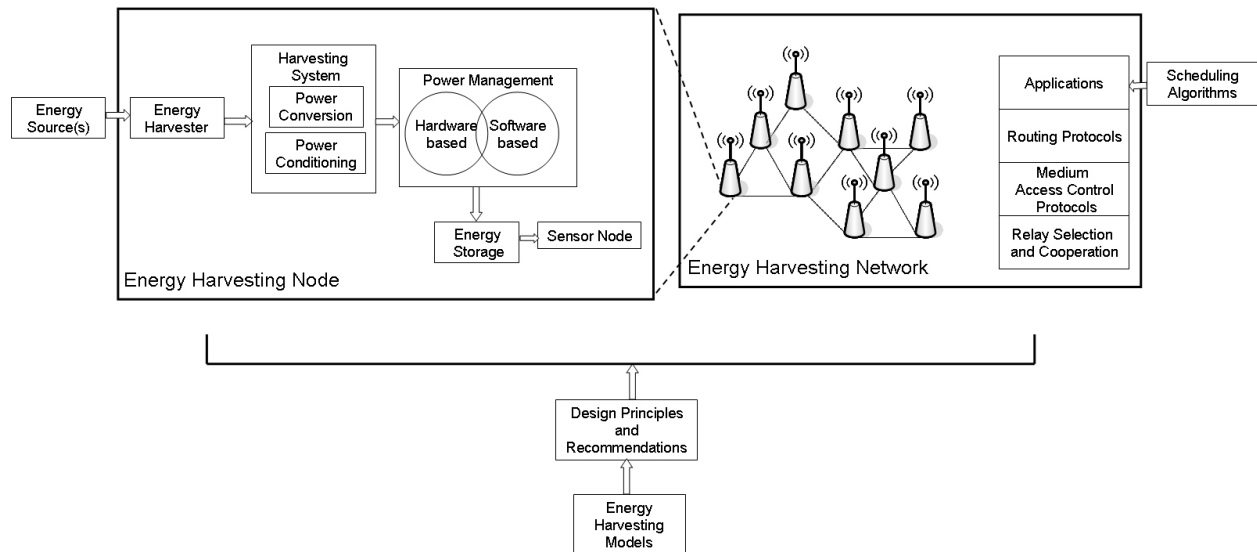 Energy
Source(s)
Energy
Harvester
Harvesting
System
Power
Conversion
Power
Conditioning
Power Management
Hardware
based
Software
based
Energy
Storage
Sensor Node
Energy Harvesting Node
Energy Harvesting Network
Applications
Routing Protocols
Medium
Access Control
Protocols
Relay Selection
and Cooperation
Scheduling
Algorithms
Design Principles
and
Recommendations
Energy
Harvesting
Models